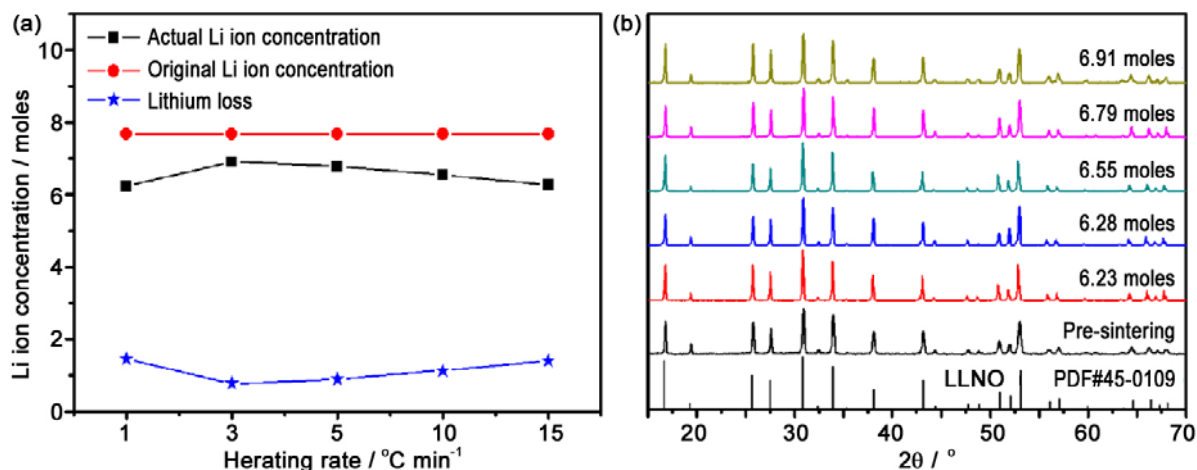 (a)
Actual Li ion concentration
Original Li ion concentration
Lithium loss
Li ion concentration / moles
10
8
6
4
2
0
1 3 5 10 15
Herating rate / °C min⁻¹
(b)
6.91 moles
6.79 moles
6.55 moles
6.28 moles
6.23 moles
Pre-sintering
LLNO PDF#45-0109
20 30 40 50 60 70
2θ / °